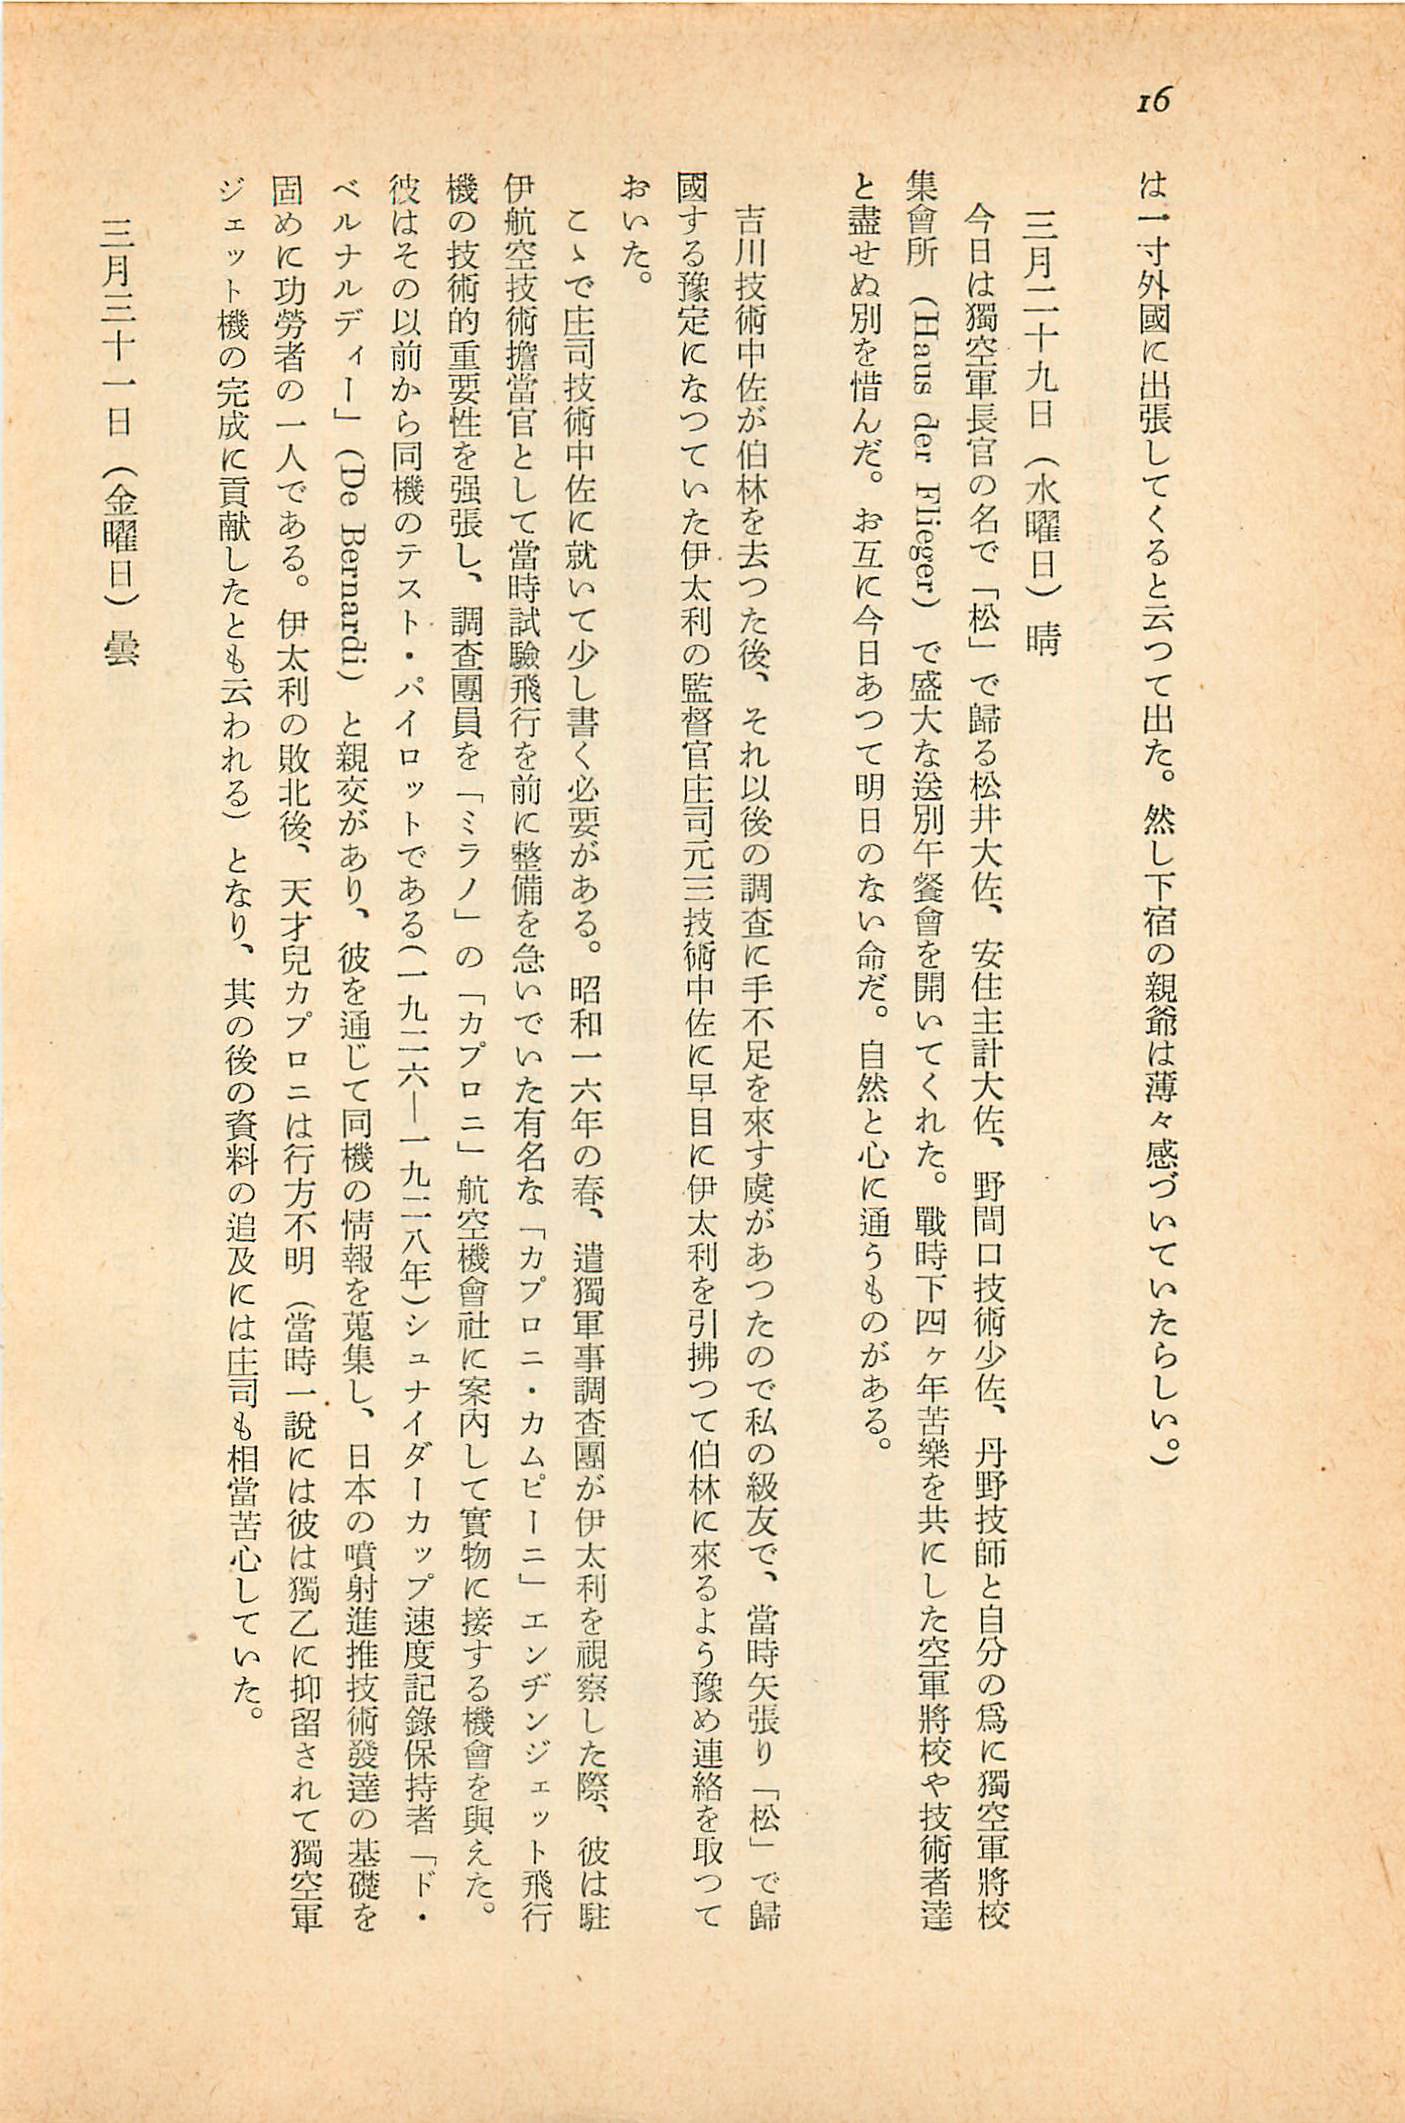 16
は一寸外國に出張してくると云つて出た。然し下宿の親爺は薄々感づいていたらしい。）
三月二十九日（水曜日）晴
今日は獨空軍長官の名で「松」で歸る松井大佐、安住主計大佐、野間口技術少佐、丹野技師と自分の爲に獨空軍將校
集會所（Haus der Flieger）で盛大な送別午餐會を開いてくれた。戰時下四ヶ年苦樂を共にした空軍將校や技術者達
と盡せぬ別を惜んだ。お互に今日あつて明日のない命だ。自然と心に通うものがある。
吉川技術中佐が伯林を去つた後、それ以後の調査に手不足を來す虞があつたので私の級友で、當時矢張り「松」で歸
國する豫定になつていた伊太利の監督官庄司元三技術中佐に早目に伊太利を引拂つて伯林に來るよう豫め連絡を取つて
おいた。
こゝで庄司技術中佐に就いて少し書く必要がある。昭和一六年の春、遣獨軍事調査團が伊太利を視察した際、彼は駐
伊航空技術擔當官として當時試驗飛行を前に整備を急いでいた有名な「カプロニ・カムピーニ」エンヂンジェット飛行
機の技術的重要性を强張し、調査團員を「ミラノ」の「カプロニ」航空機會社に案內して實物に接する機會を與えた。
彼はその以前から同機のテスト・パイロットである（一九二六―一九二八年）シュナイダーカップ速度記錄保持者「ド・
ベルナルディー」（De Bernardi）と親交があり、彼を通じて同機の情報を蒐集し、日本の噴射進推技術發達の基礎を
固めに功勞者の一人である。伊太利の敗北後、天才兒カプロニは行方不明（當時一說には彼は獨乙に抑留されて獨空軍
ジェット機の完成に貢献したとも云われる）となり、其の後の資料の追及には庄司も相當苦心していた。
三月三十一日（金曜日）曇